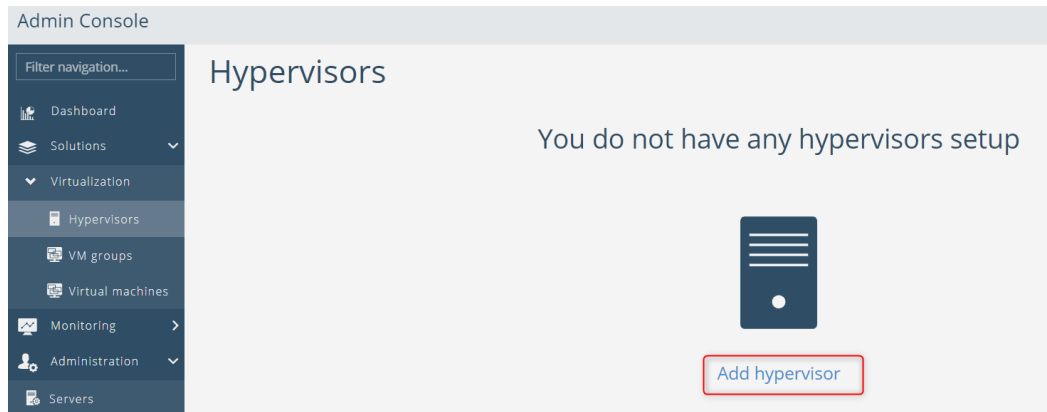 Admin Console
Filter navigation...
Dashboard
Solutions
Virtualization
Hypervisors
VM groups
Virtual machines
Monitoring
Administration
Servers
Hypervisors
You do not have any hypervisors setup
Add hypervisor